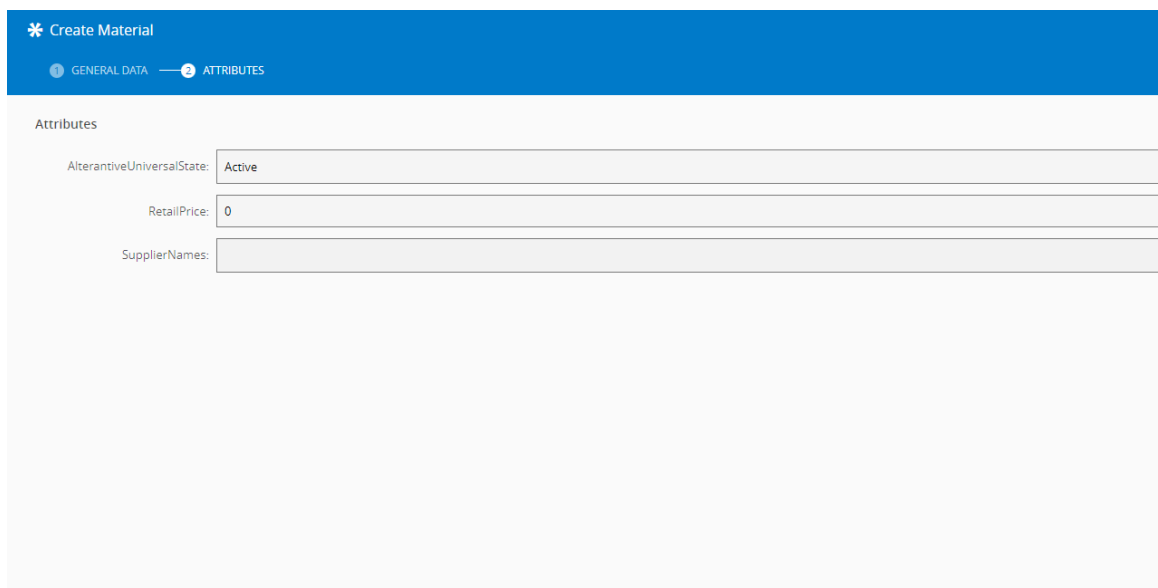 Create Material
1 GENERAL DATA 2 ATTRIBUTES
Attributes
AlterantiveUniversalState: Active
RetailPrice: 0
SupplierNames: